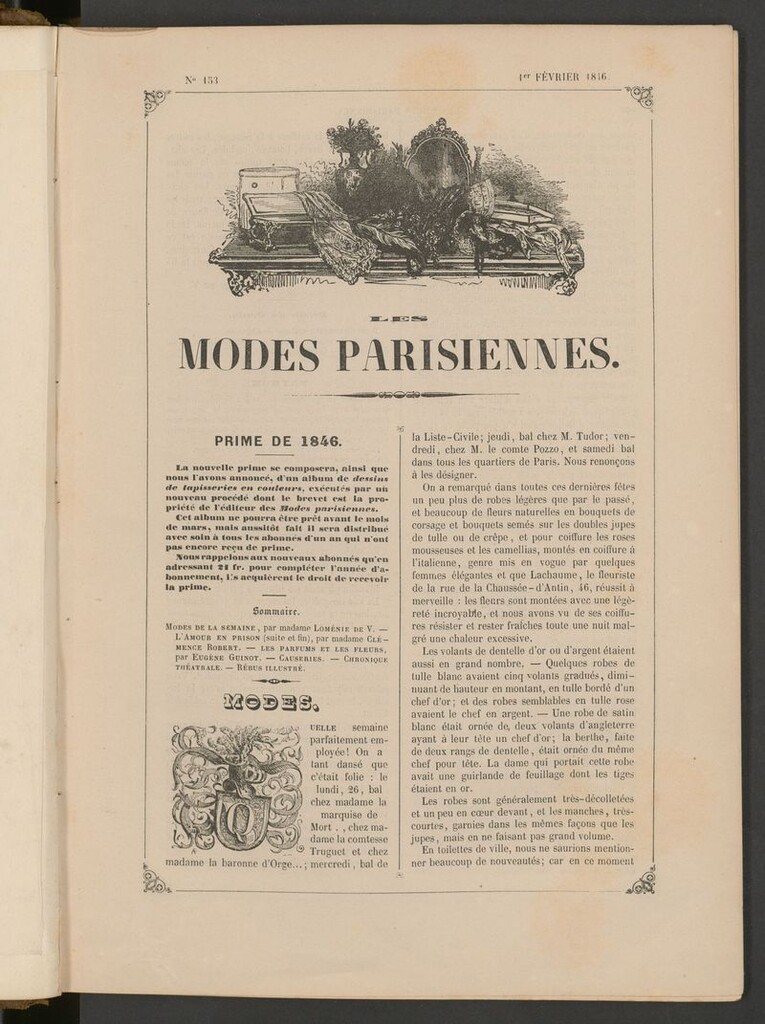 No 153
1er FÉVRIER 1846.
LES
MODES PARISIENNES.
PRIME DE 1846.
La nouvelle prime se composera, ainsi que
nous l'avons annoncé, d'un album de dessins
de tapisseries en couleurs, exécutés par un
nouveau procédé dont le brevet est la pro-
priété de l'éditeur des Modes parisiennes.
Cet album ne pourra être prêt avant le mois
de mars, mais aussitôt fait il sera distribué
avec soin à tous les abonnés d'un an qui n'ont
pas encore reçu de prime.
Nous rappelons aux nouveaux abonnés qu'en
adressant 21 fr. pour compléter l'année d'a-
bonnement, ils acquièrent le droit de recevoir
la prime.
Sommaire.
MODES DE LA SEMAINE, par madame LOMÉNIE DE V. —
L'AMOUR EN PRISON (suite et fin), par madame CLÉ-
MENCE ROBERT. — LES PARFUMS ET LES FLEURS,
par EUGÈNE GUINOT. — CAUSERIES. — CHRONIQUE
THÉATRALE. — RÉBUS ILLUSTRÉ.
MODES.
QUELLE semaine
parfaitement em-
ployée! On a
tant dansé que
c'était folie : le
lundi, 26, bal
chez madame la
marquise de
Mort . . , chez ma-
dame la comtesse
Truguet et chez
madame la baronne d'Orge...; mercredi, bal de
la Liste-Civile; jeudi, bal chez M. Tudor; ven-
dredi, chez M. le comte Pozzo, et samedi bal
dans tous les quartiers de Paris. Nous renonçons
à les désigner.
On a remarqué dans toutes ces dernières fêtes
un peu plus de robes légères que par le passé,
et beaucoup de fleurs naturelles en bouquets de
corsage et bouquets semés sur les doubles jupes
de tulle ou de crêpe, et pour coiffure les roses
mousseuses et les camellias, montés en coiffure à
l'italienne, genre mis en vogue par quelques
femmes élégantes et que Lachaume, le fleuriste
de la rue de la Chaussée-d'Antin, 46, réussit à
merveille : les fleurs sont montées avec une légè-
reté incroyable, et nous avons vu de ses coiffu-
res résister et rester fraîches toute une nuit mal-
gré une chaleur excessive.
Les volants de dentelle d'or ou d'argent étaient
aussi en grand nombre. — Quelques robes de
tulle blanc avaient cinq volants gradués, dimi-
nuant de hauteur en montant, en tulle bordé d'un
chef d'or; et des robes semblables en tulle rose
avaient le chef en argent. — Une robe de satin
blanc était ornée de deux volants d'angleterre
ayant à leur tête un chef d'or; la berthe, faite
de deux rangs de dentelle, était ornée du même
chef pour tête. La dame qui portait cette robe
avait une guirlande de feuillage dont les tiges
étaient en or.
Les robes sont généralement très-décolletées
et un peu en cœur devant, et les manches, très-
courtes, garnies dans les mêmes façons que les
jupes, mais en ne faisant pas grand volume.
En toilettes de ville, nous ne saurions mention-
ner beaucoup de nouveautés; car en ce moment